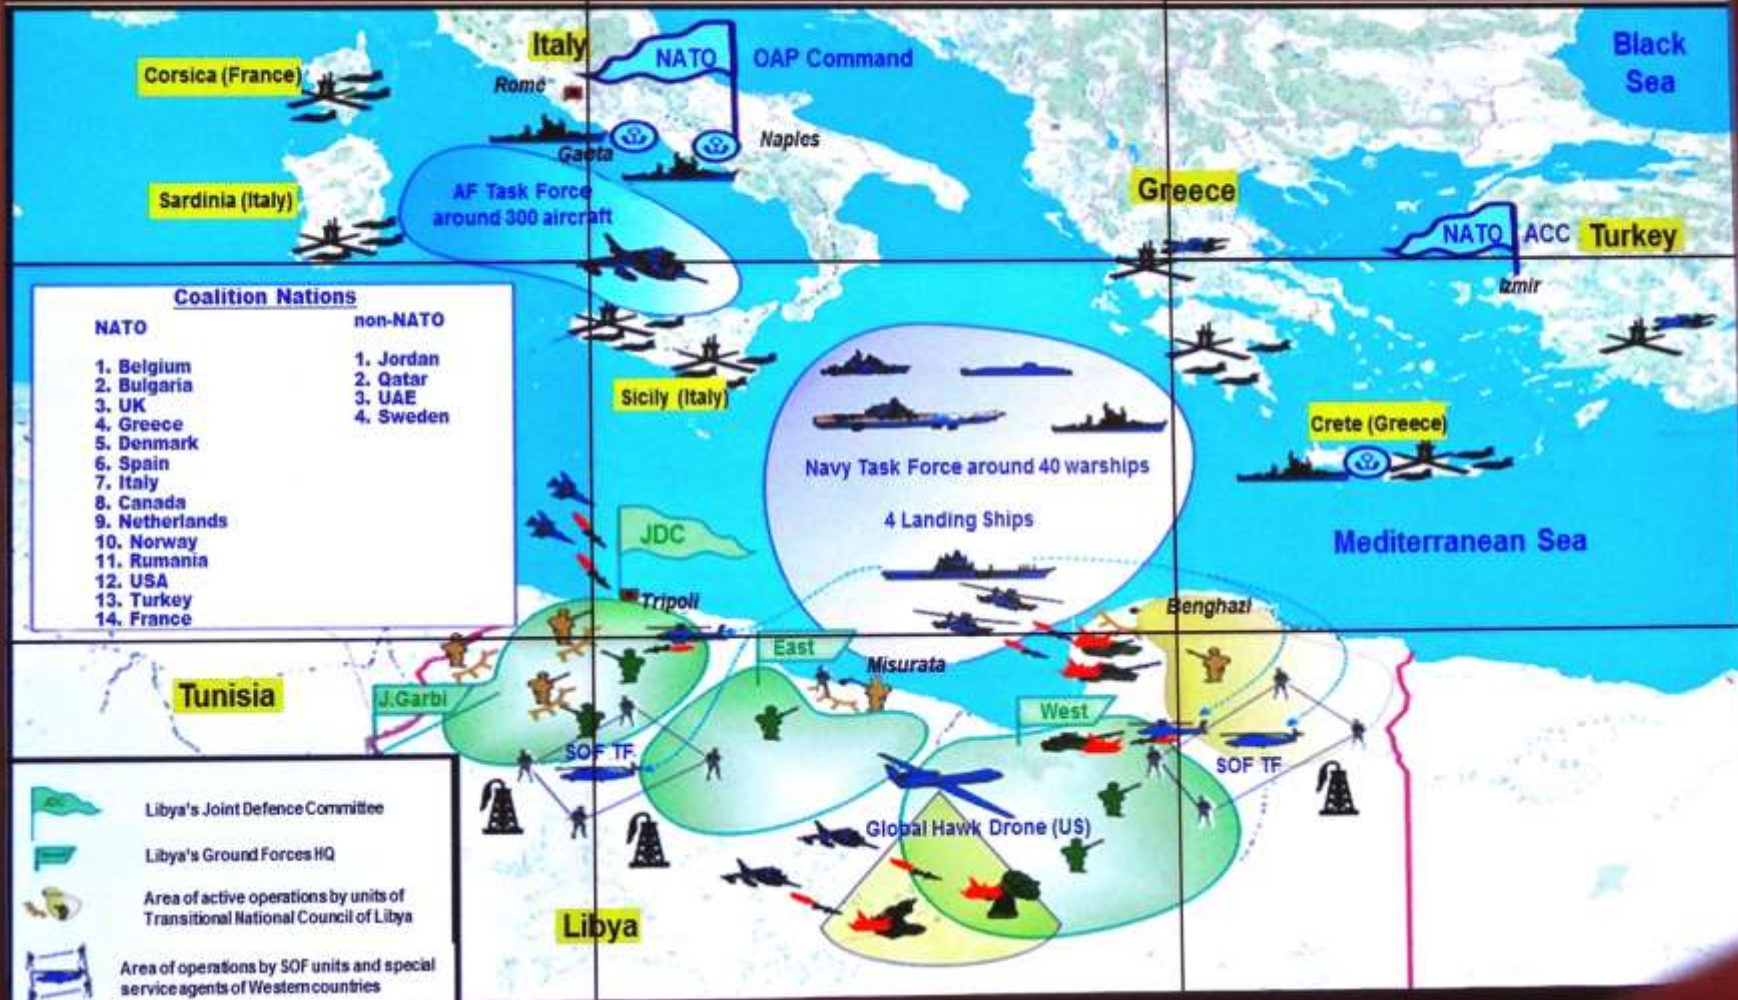 Italy
NATO
OAP Command
Black
Sea
Corsica (France)
Rome
Naples
Gaeta
Sardinia (Italy)
AF Task Force
around 300 aircraft
Greece
NATO
ACC
Turkey
Izmir
Coalition Nations
NATO
1. Belgium
2. Bulgaria
3. UK
4. Greece
5. Denmark
6. Spain
7. Italy
8. Canada
9. Netherlands
10. Norway
11. Rumania
12. USA
13. Turkey
14. France
non-NATO
1. Jordan
2. Qatar
3. UAE
4. Sweden
Sicily (Italy)
Crete (Greece)
Navy Task Force around 40 warships
4 Landing Ships
Mediterranean Sea
JDC
Tripoli
Benghazi
East
Misurata
Tunisia
J.Garbi
West
SOF TF
SOF TF
Global Hawk Drone (US)
Libya
JDC
Libya's Joint Defence Committee
Libya's Ground Forces HQ
Area of active operations by units of
Transitional National Council of Libya
Area of operations by SOF units and special
service agents of Western countries